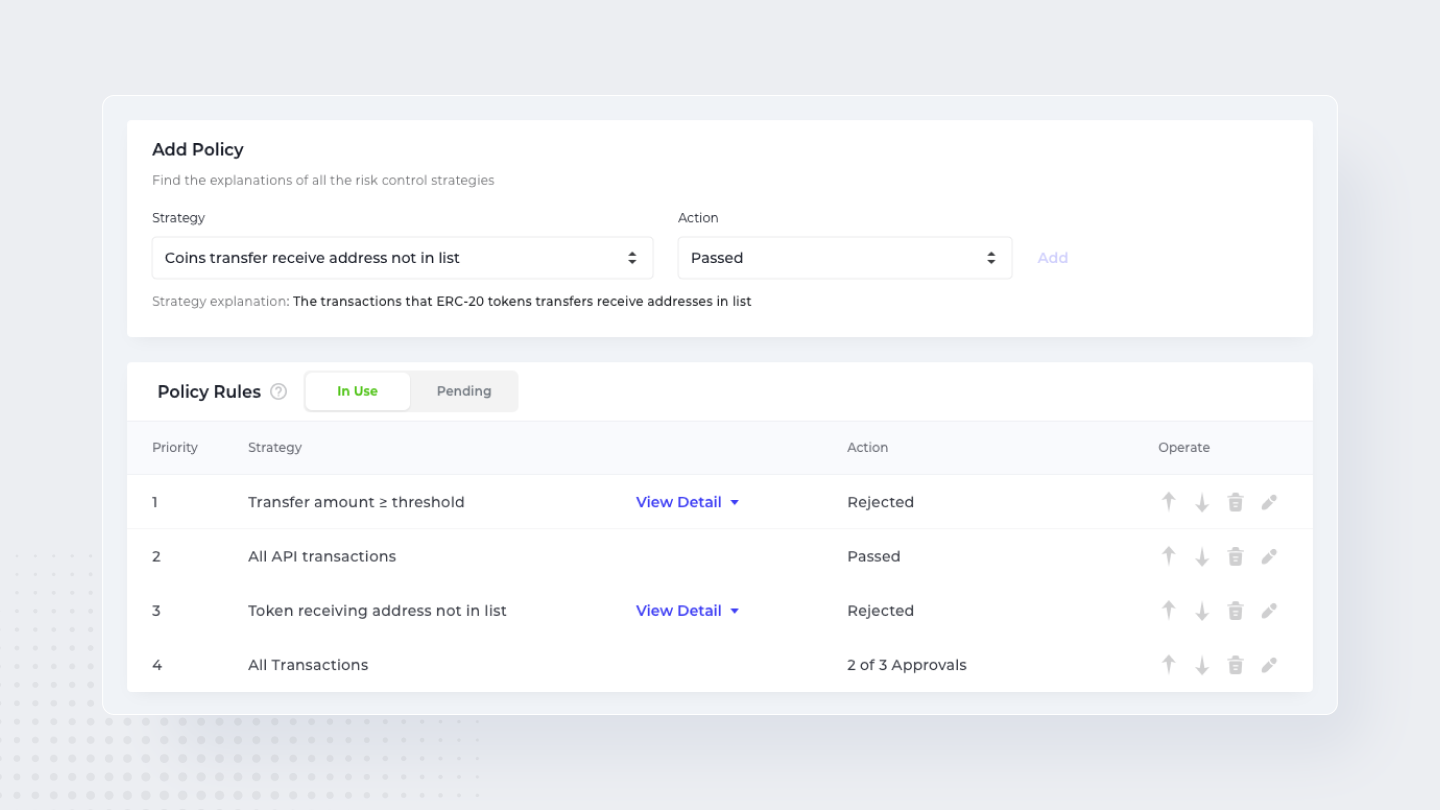 Add Policy
Find the explanations of all the risk control strategies
Strategy Action
Coins transfer receive address not in list Passed Add
Strategy explanation: The transactions that ERC-20 tokens transfers receive addresses in list
Policy Rules ? In Use Pending
Priority Strategy Action Operate
1 Transfer amount ≥ threshold View Detail Rejected
2 All API transactions Passed
3 Token receiving address not in list View Detail Rejected
4 All Transactions 2 of 3 Approvals